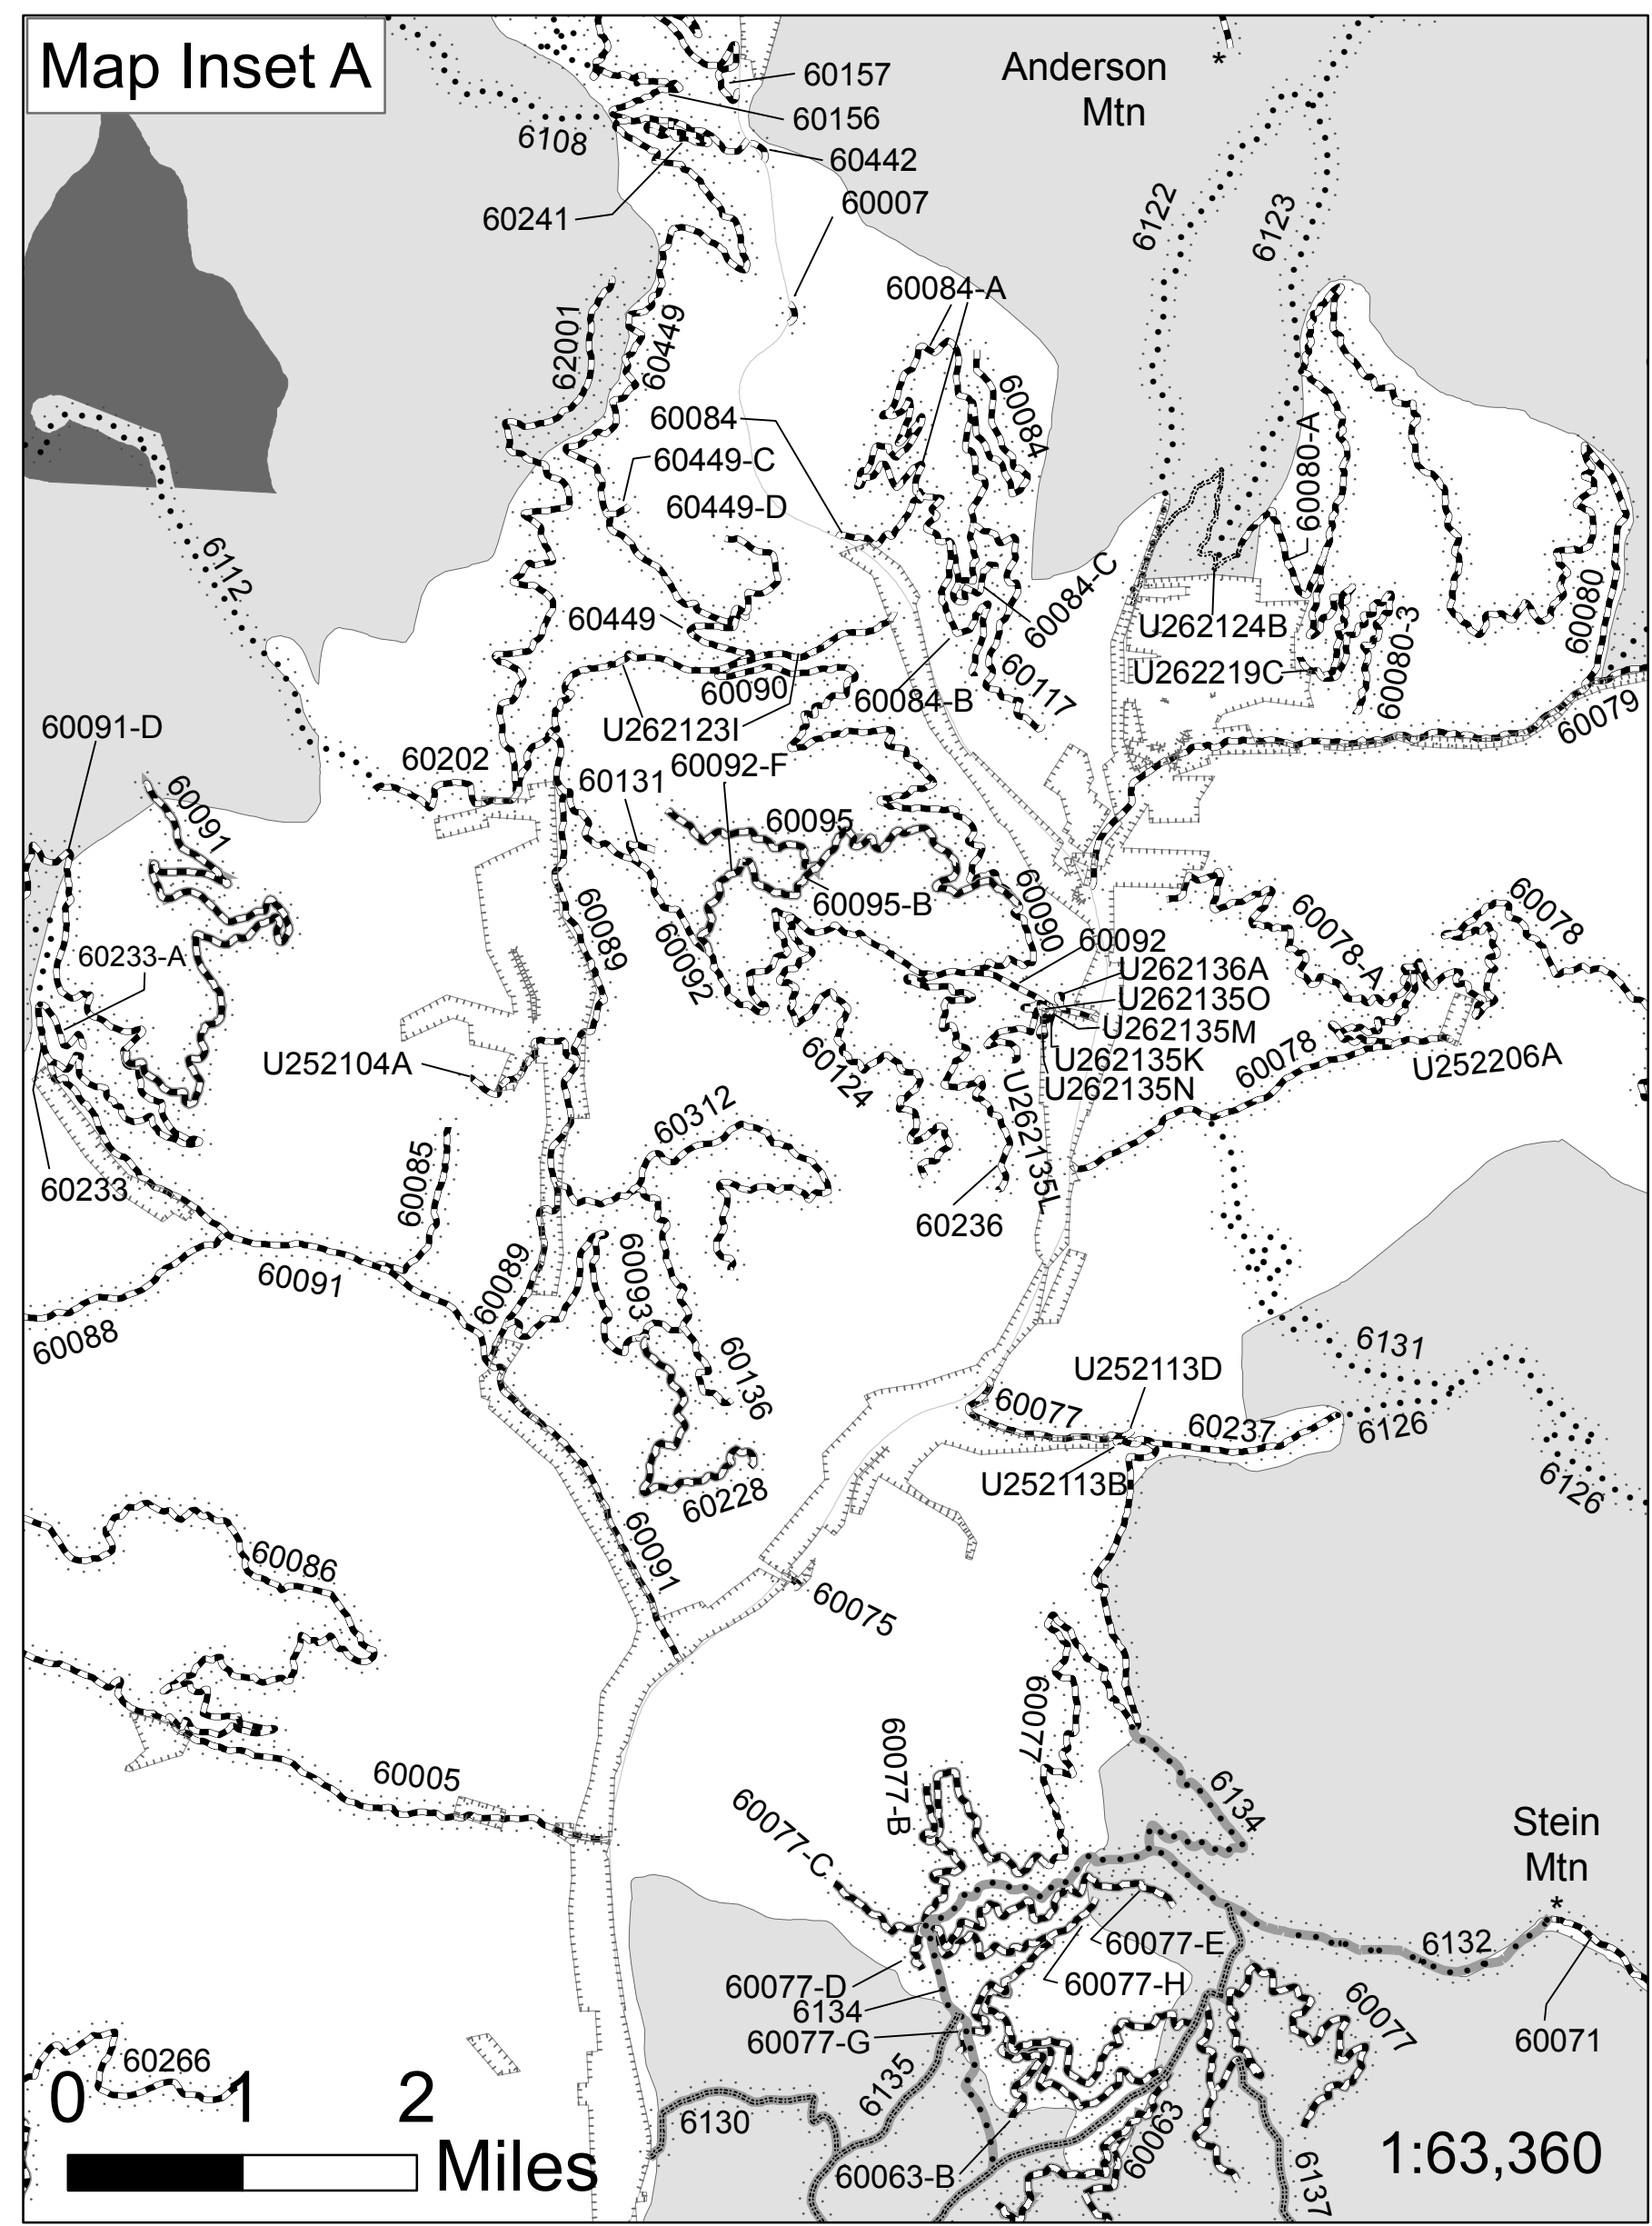 Map Inset A
Anderson
Mtn
*
60157
60156
6108
60442
60007
60241
6122
6123
60084-A
62001
60449
60084
60084
60080-A
60449-C
60449-D
6112
60084-C
60449
U262124B
60080
60080-3
U262219C
60117
60090
60084-B
U262123I
60091-D
60079
60202
60092-F
60131
60091
60095
60095-B
60089
60090
60078
60078-A
60092
60092
60233-A
U262136A
U262135O
U262135M
U262135K
U262135N
60078
U252206A
U252104A
60124
U262135L
60312
60085
60233
60236
60089
60093
60091
60088
6131
60136
U252113D
60077
60237
6126
U252113B
6126
60228
60086
60091
60075
60077
60077-B
60005
60077-C
6134
Stein
Mtn
*
6132
60077-E
60077-H
60077-D
6134
60077-G
60077
60071
60266
6135
6130
60063
60063-B
6137
0 1 2
Miles
1:63,360